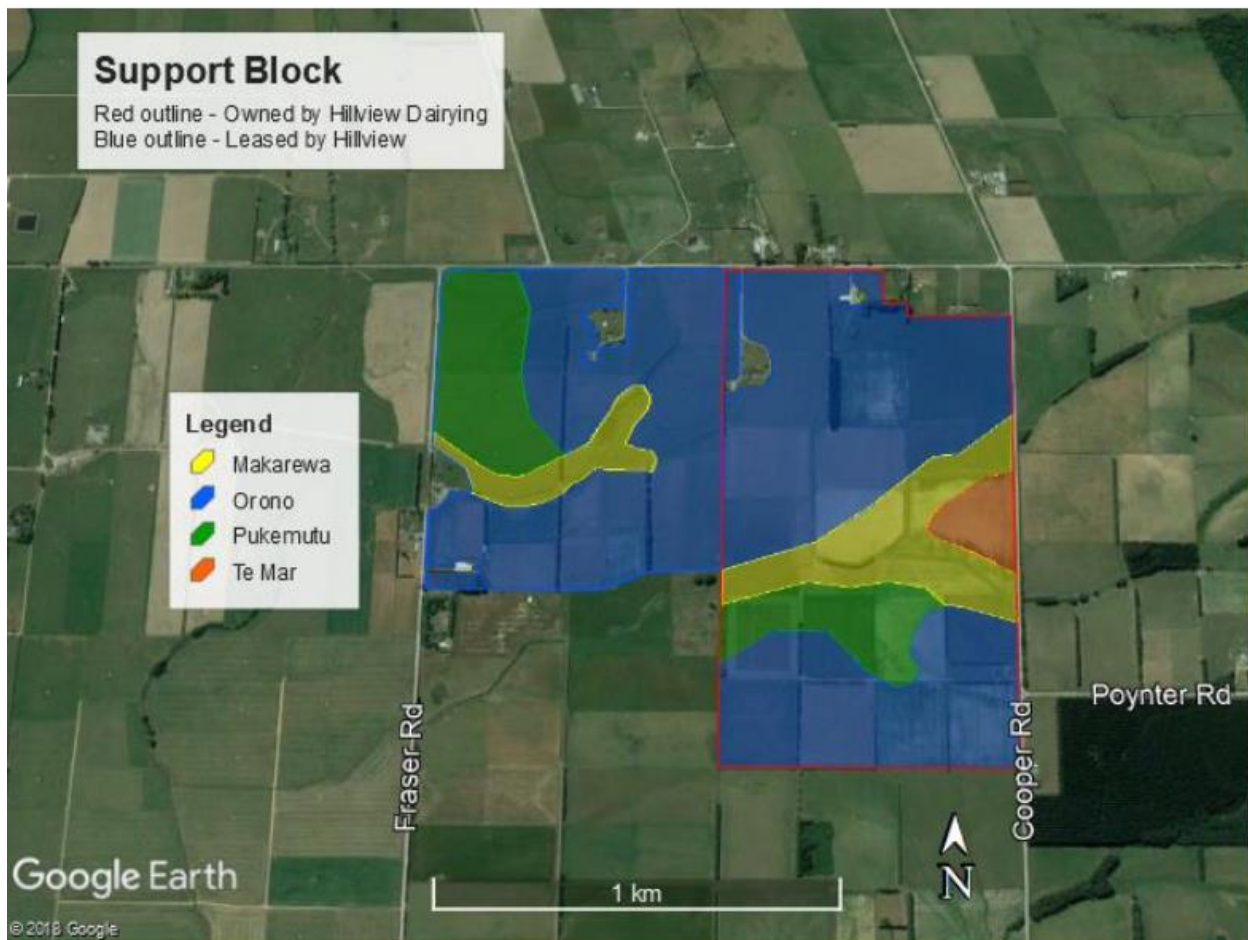 Support Block
Red outline - Owned by Hillview Dairying
Blue outline - Leased by Hillview
Legend
Makarewa
Orono
Pukemutu
Te Mar
Fraser Rd
Cooper Rd
Poynter Rd
N
1 km
Google Earth
© 2018 Google